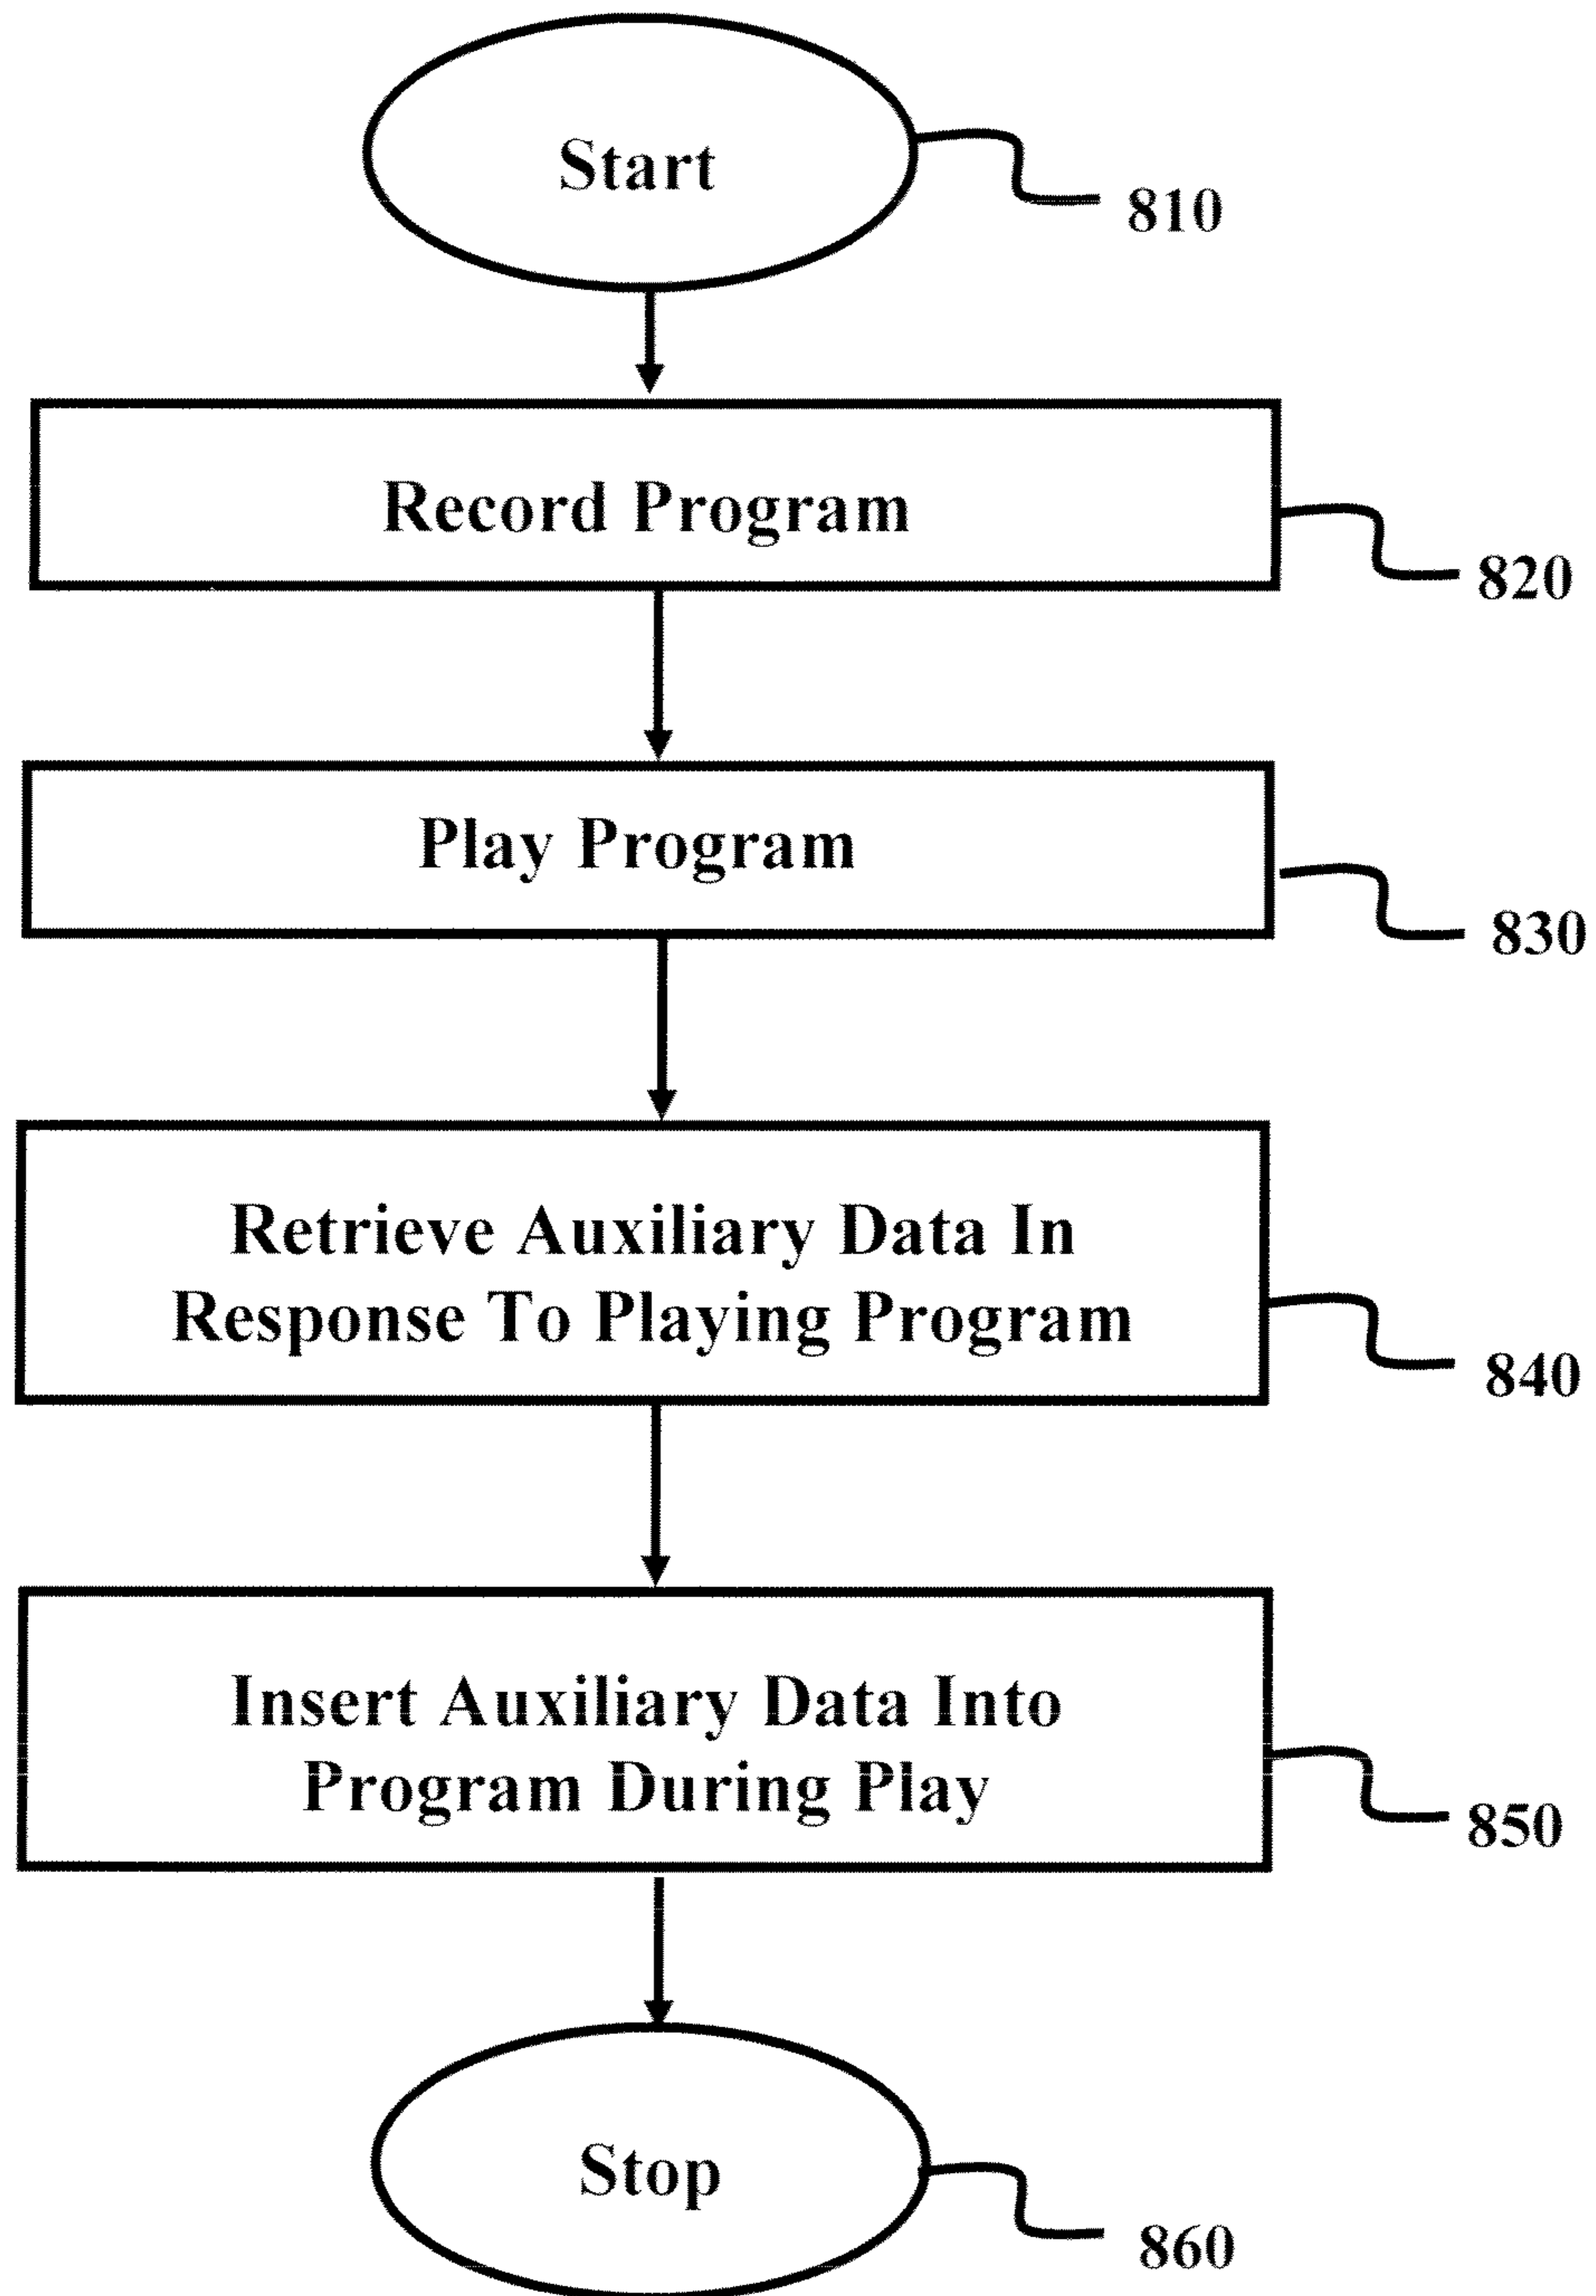 Start
810
Record Program
820
Play Program
830
Retrieve Auxiliary Data In
Response To Playing Program
840
Insert Auxiliary Data Into
Program During Play
850
Stop
860